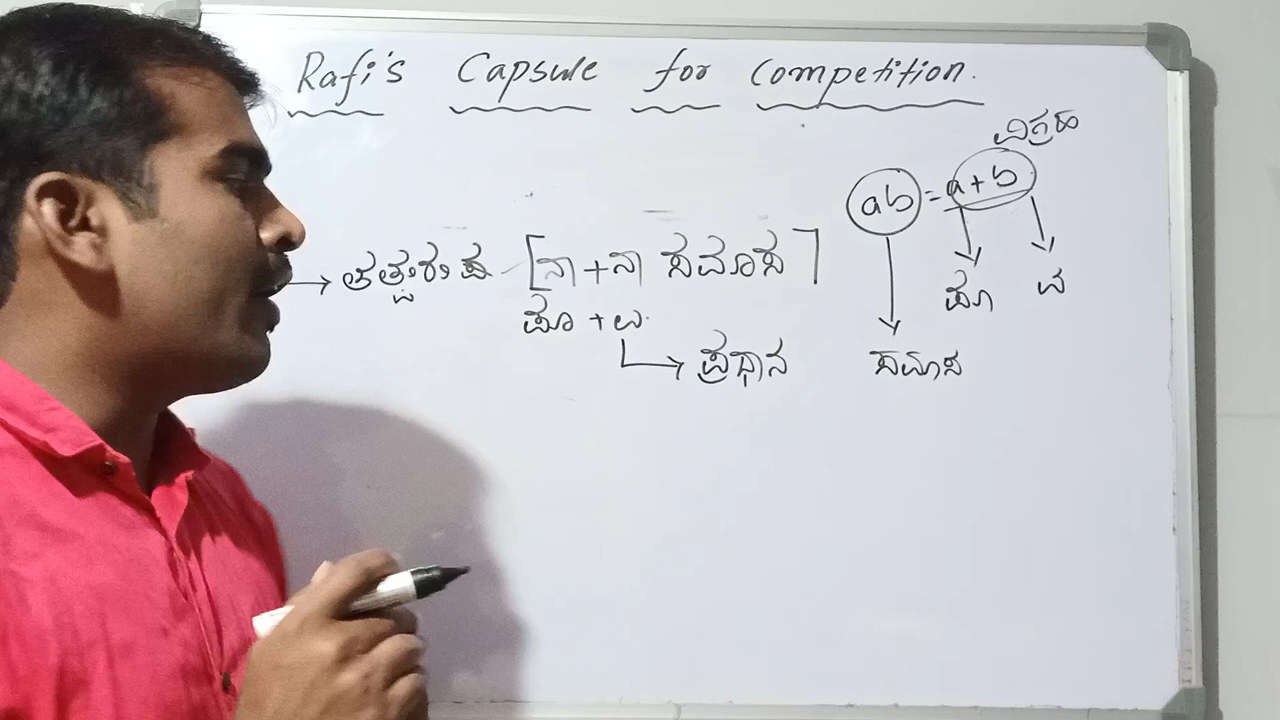 Rafi's Capsule for Competition.
ವಿಗ್ರಹ
ab = a+b
→ ತತ್ಪುರುಷ - [ನಾ + ನಾ ಸಮಾಸ]
ಪೂ ಪ
ಪೂ + ಉ.
→ ಪ್ರಧಾನ
ಸಮಾಸ